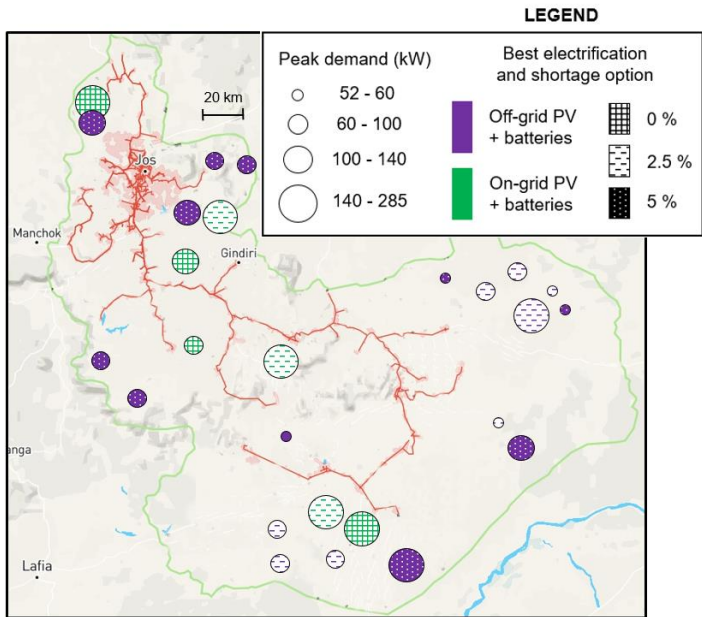 LEGEND
Peak demand (kW)
52 - 60
60 - 100
100 - 140
140 - 285
Best electrification
and shortage option
Off-grid PV
+ batteries
On-grid PV
+ batteries
0 %
2.5 %
5 %
20 km
Jos
Manchok
Gindiri
anga
Lafia